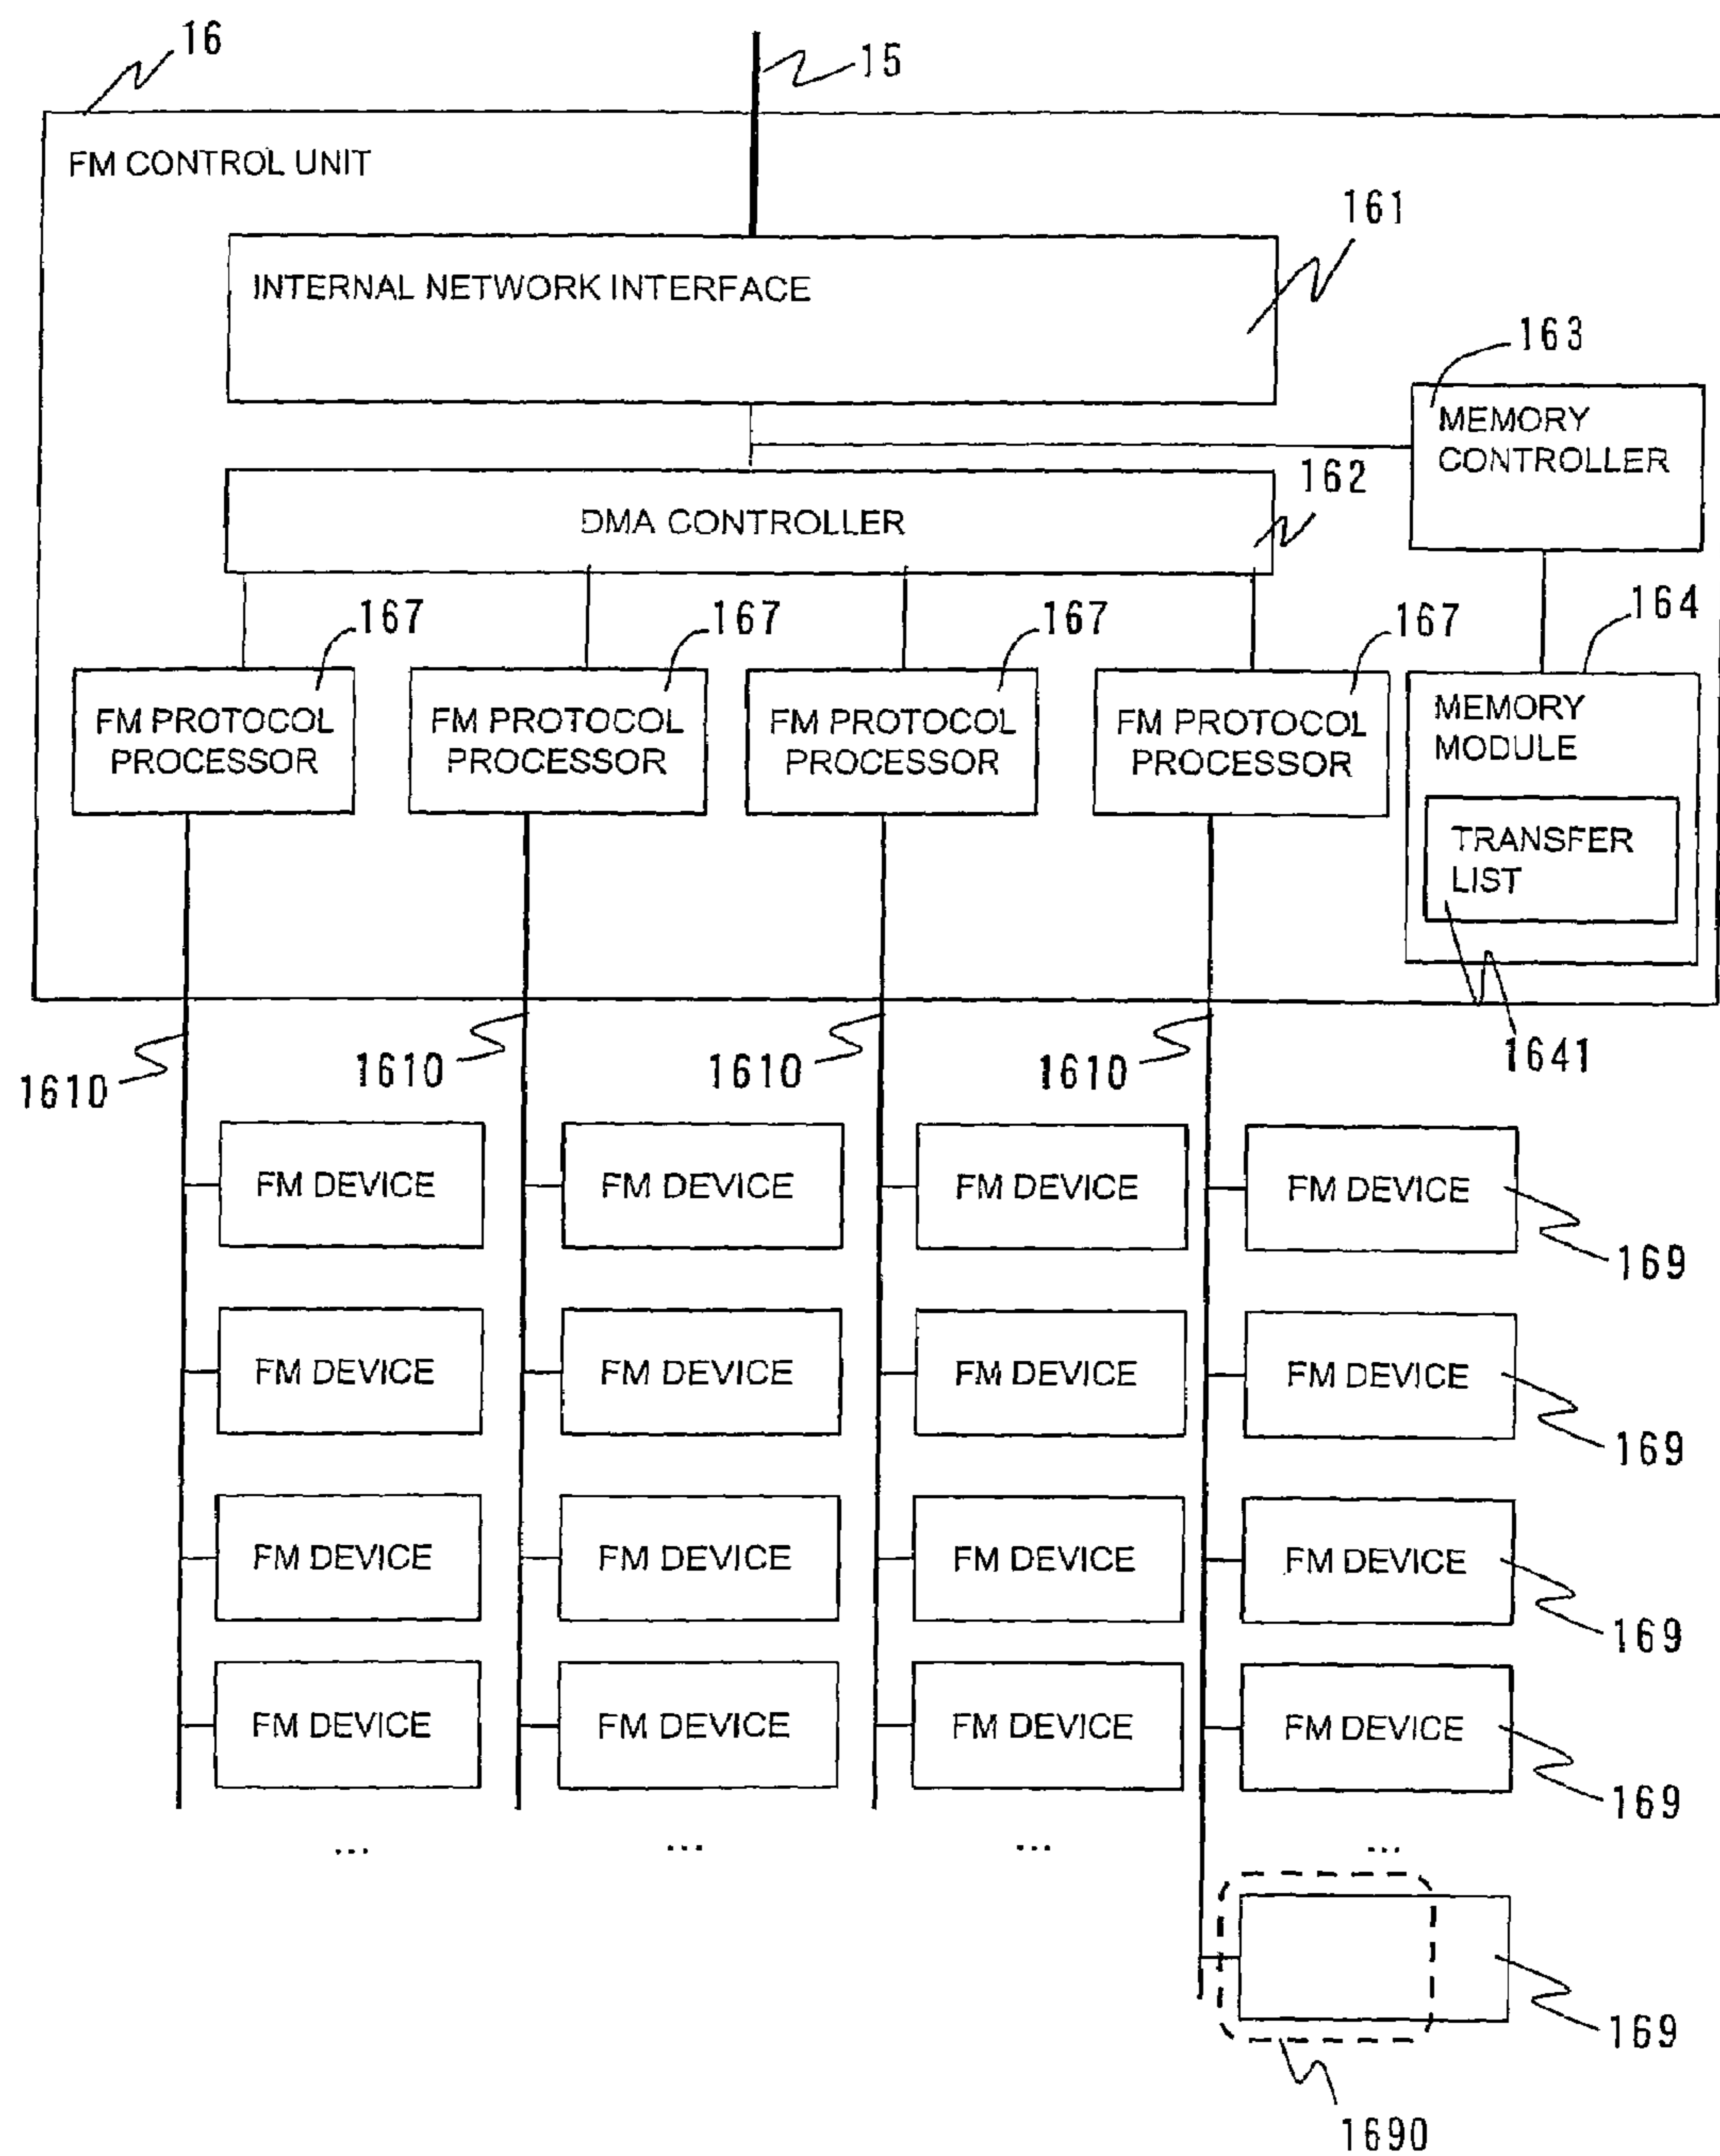 16
15
FM CONTROL UNIT
161
INTERNAL NETWORK INTERFACE
163
MEMORY
CONTROLLER
162
DMA CONTROLLER
167
167
167
167
164
FM PROTOCOL
PROCESSOR
FM PROTOCOL
PROCESSOR
FM PROTOCOL
PROCESSOR
FM PROTOCOL
PROCESSOR
MEMORY
MODULE
TRANSFER
LIST
1610
1610
1610
1610
1641
FM DEVICE
FM DEVICE
FM DEVICE
FM DEVICE
169
FM DEVICE
FM DEVICE
FM DEVICE
FM DEVICE
169
FM DEVICE
FM DEVICE
FM DEVICE
FM DEVICE
169
FM DEVICE
FM DEVICE
FM DEVICE
FM DEVICE
169
...
...
...
...
169
1690